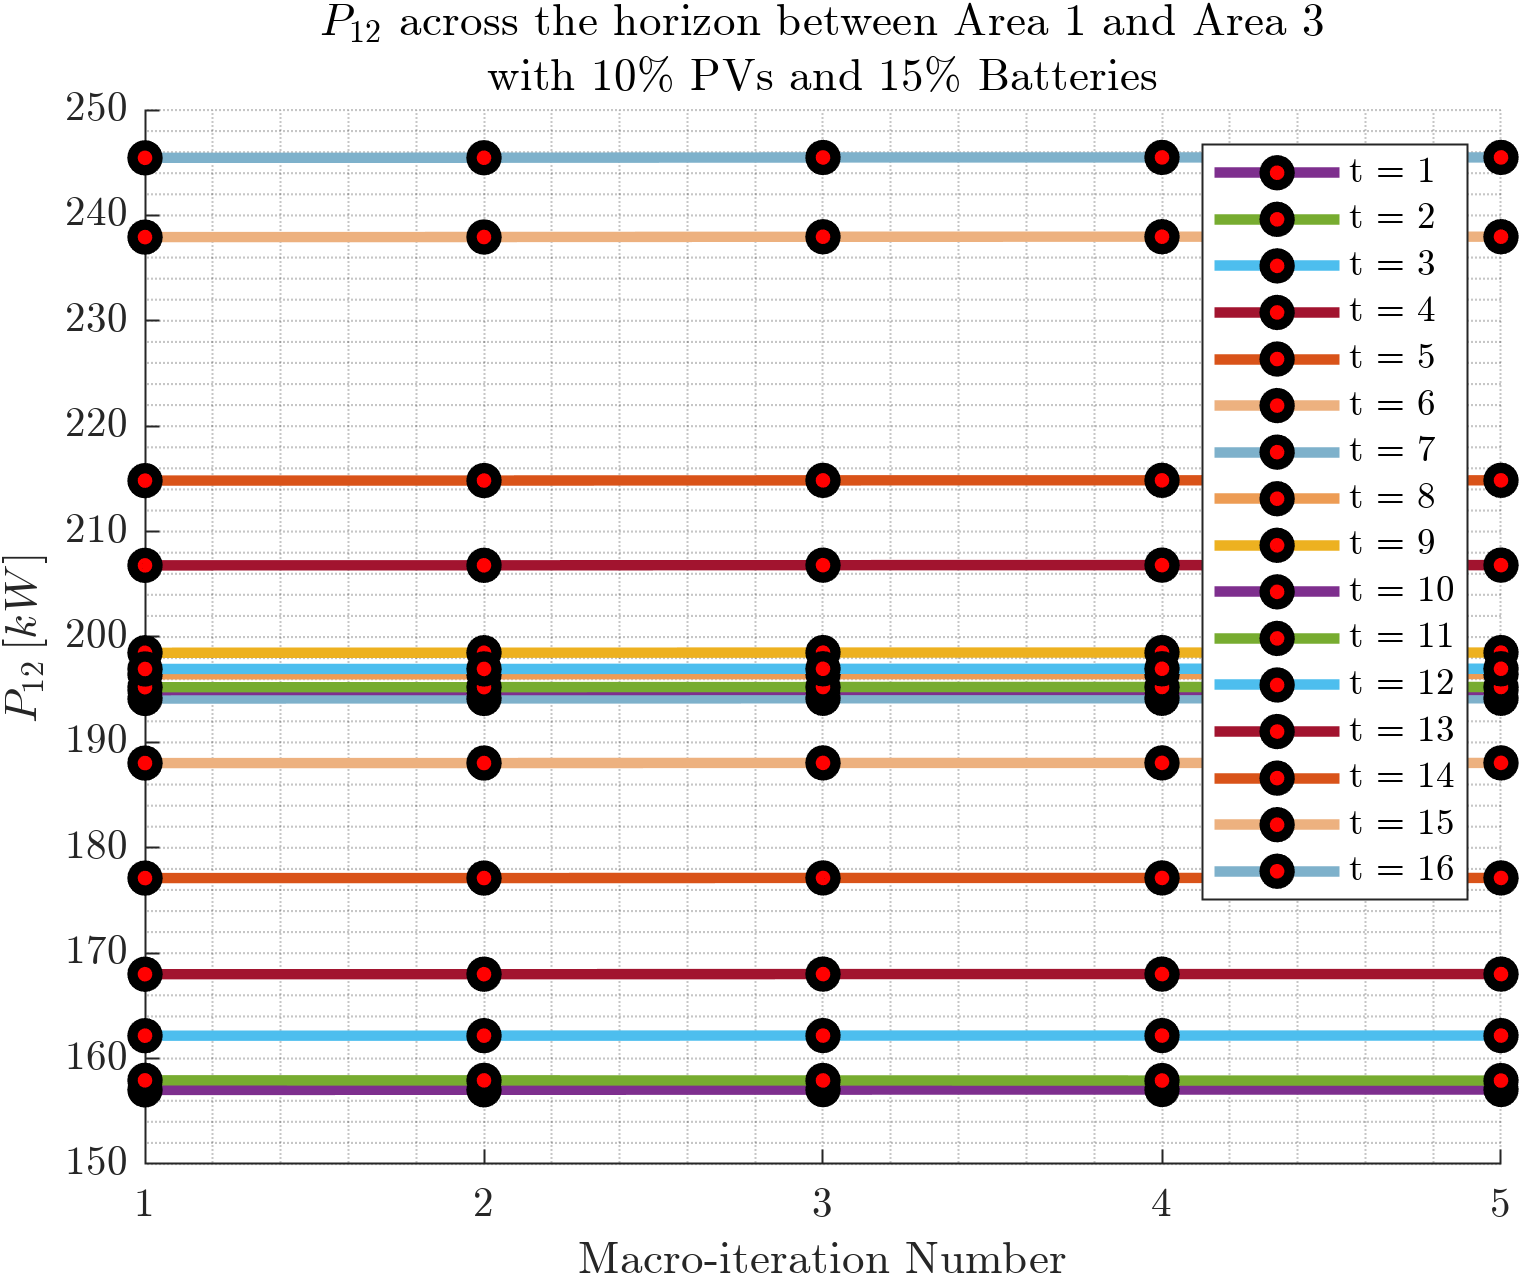 P₁₂ across the horizon between Area 1 and Area 3
with 10% PVs and 15% Batteries
250
240
230
220
210
200
190
180
170
160
150
P₁₂ [kW]
t = 1
t = 2
t = 3
t = 4
t = 5
t = 6
t = 7
t = 8
t = 9
t = 10
t = 11
t = 12
t = 13
t = 14
t = 15
t = 16
1 2 3 4 5
Macro-iteration Number